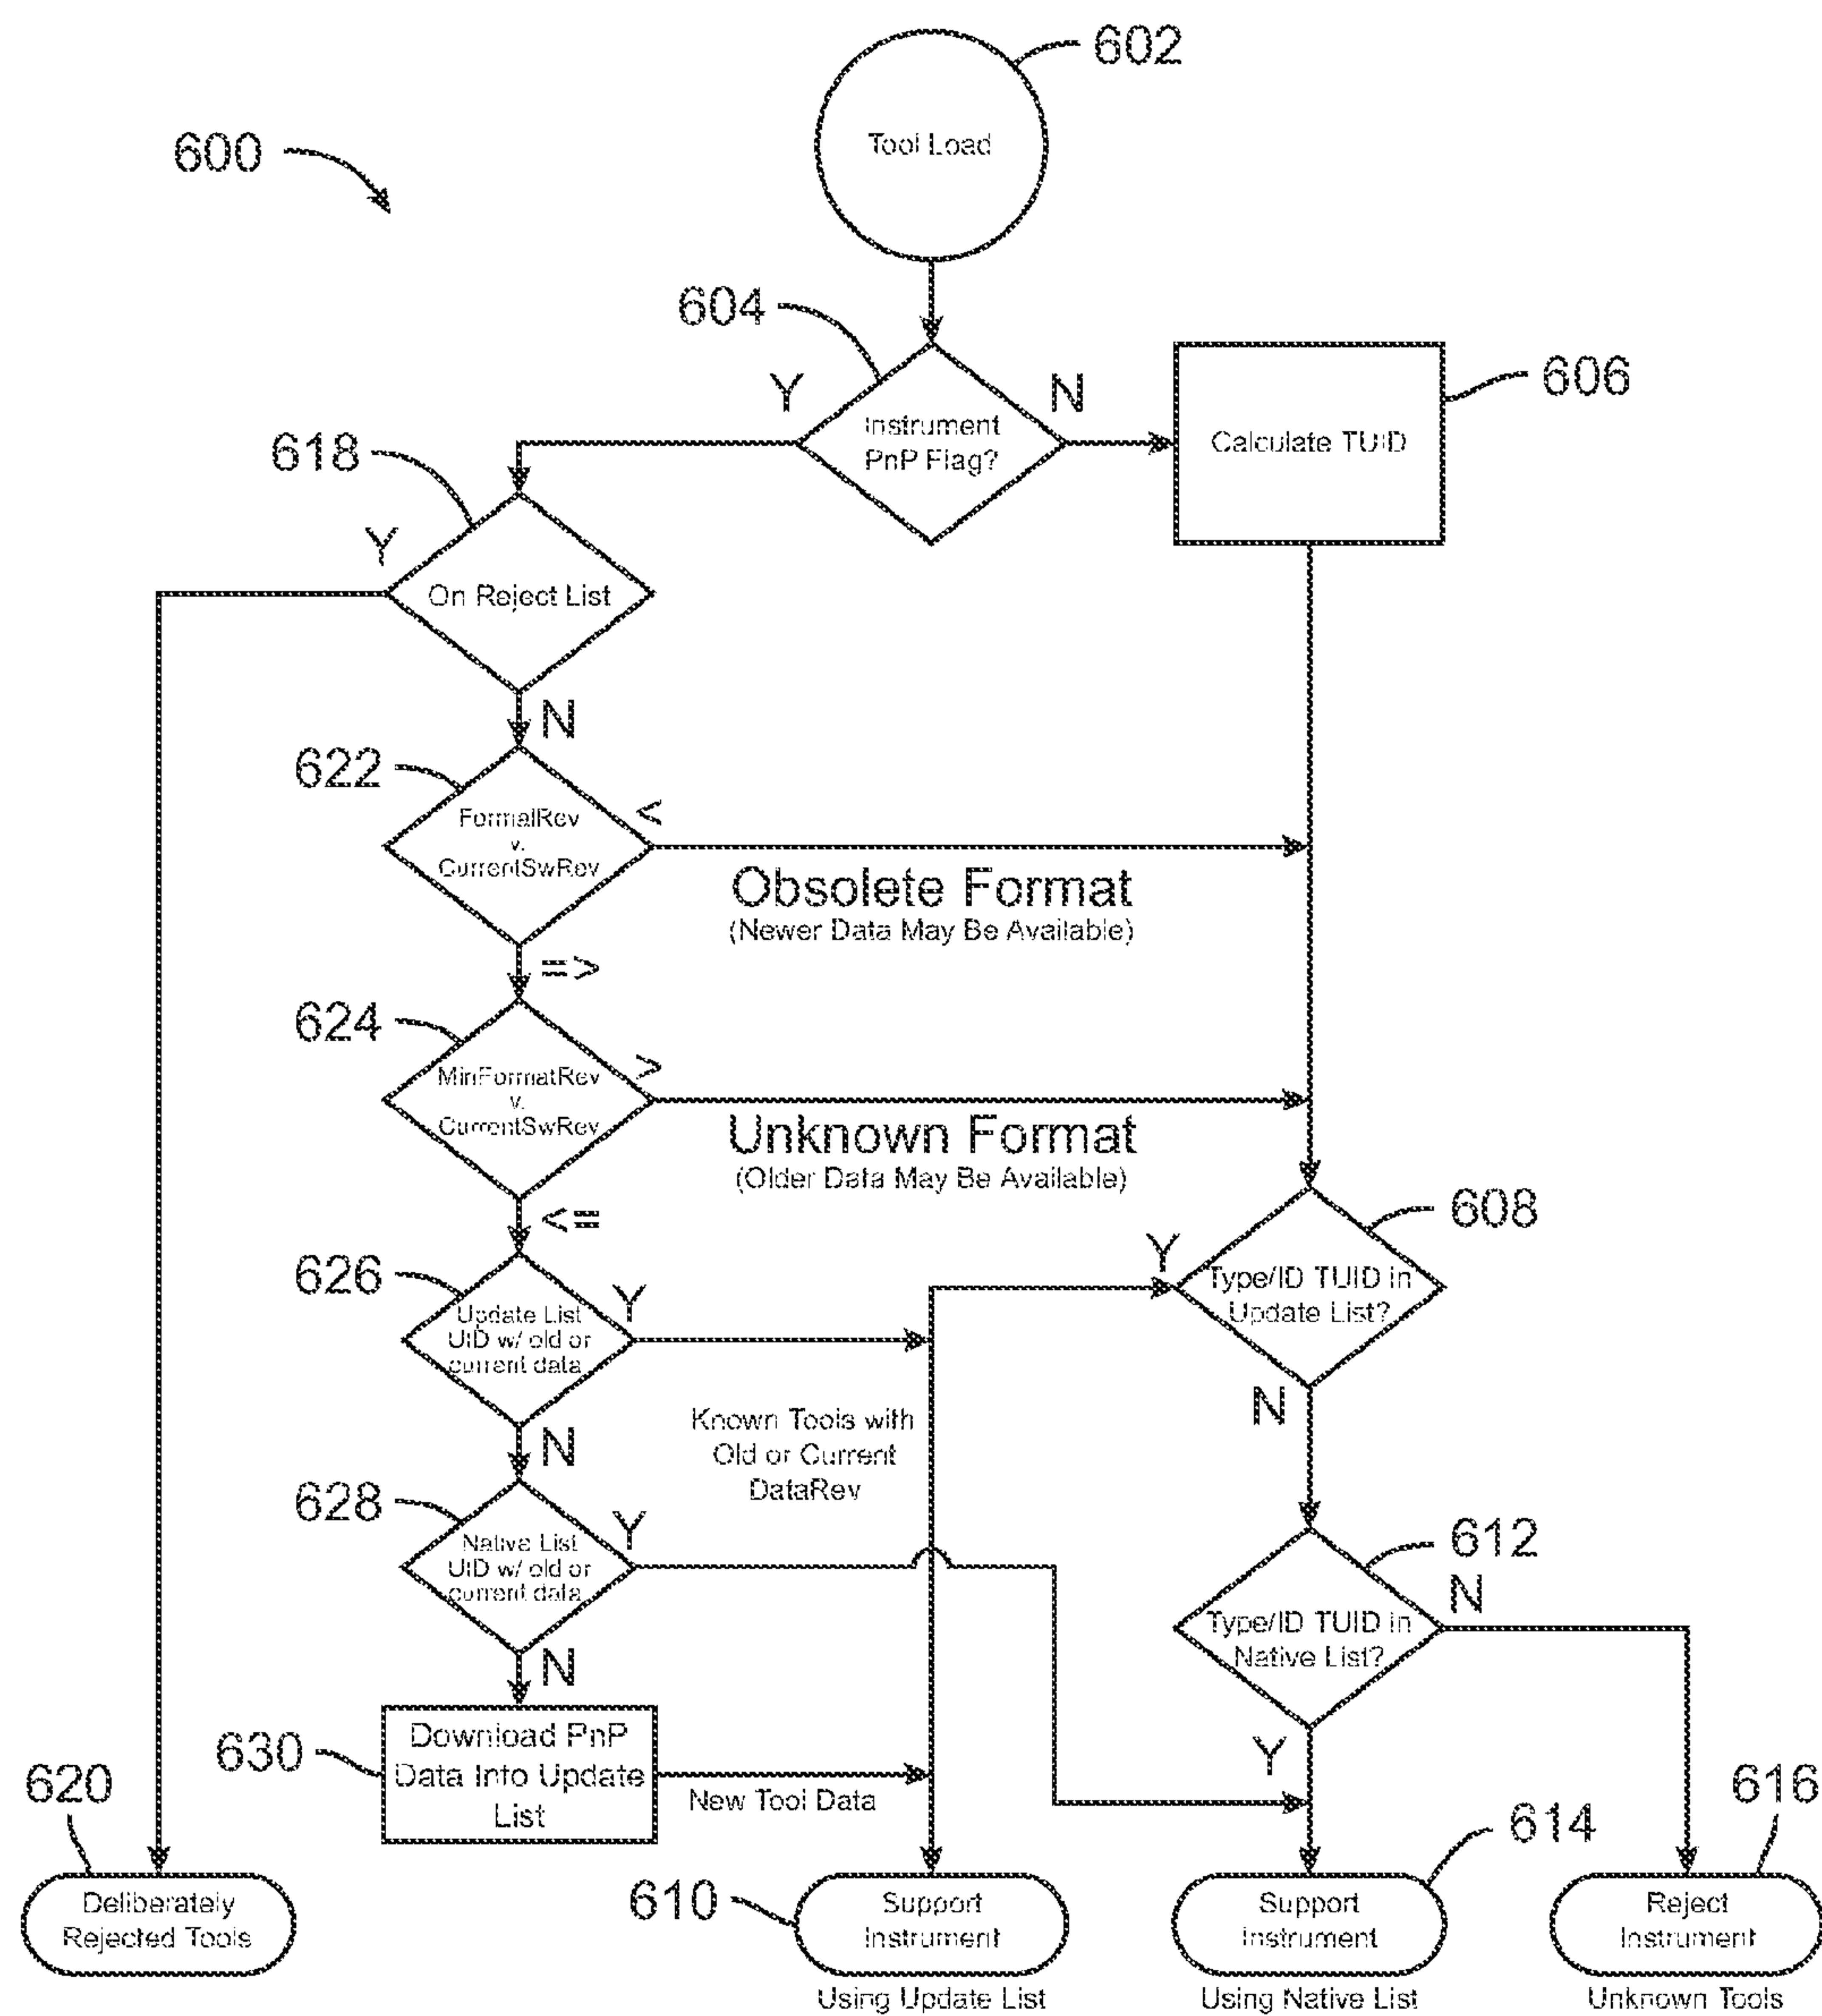 602
Tool Load
600
604
Y
N
Instrument
PnP Flag?
606
Calculate TUID
618
Y
On Reject List
N
622
FormalRev
v.
CurrentSwRev
<
Obsolete Format
(Newer Data May Be Available)
=>
624
MinFormatRev
v.
CurrentSwRev
>
Unknown Format
(Older Data May Be Available)
<=
608
Y
Type/ID TUID in
Update List?
N
626
Update List
UID w/ old or
current data
Y
N
Known Tools with
Old or Current
DataRev
628
Native List
UID w/ old or
current data
Y
N
612
Type/ID TUID in
Native List?
N
Y
630
Download PnP
Data Into Update
List
New Tool Data
620
Deliberately
Rejected Tools
610
Support
Instrument
Using Update List
614
Support
Instrument
Using Native List
616
Reject
Instrument
Unknown Tools